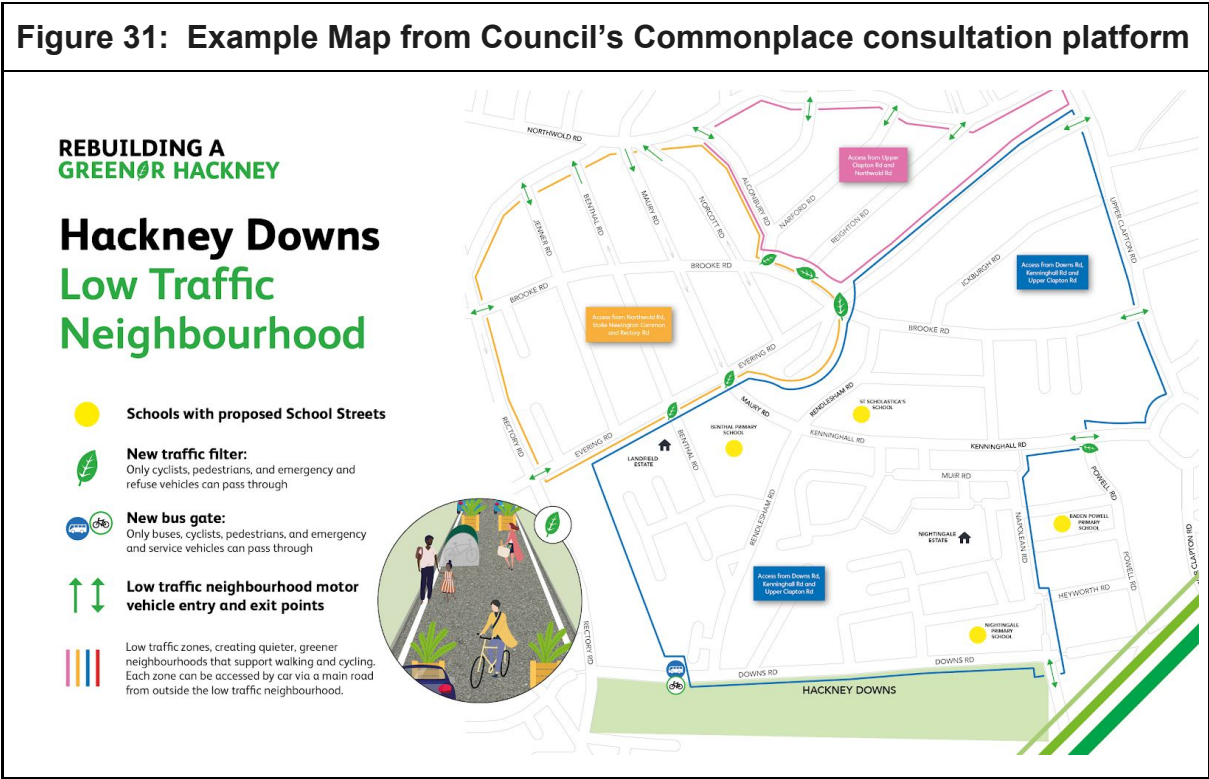 Figure 31: Example Map from Council's Commonplace consultation platform
REBUILDING A
GREENER HACKNEY
Hackney Downs
Low Traffic
Neighbourhood
Schools with proposed School Streets
New traffic filter:
Only cyclists, pedestrians, and emergency and
refuse vehicles can pass through
New bus gate:
Only buses, cyclists, pedestrians, and emergency
and service vehicles can pass through
Low traffic neighbourhood motor
vehicle entry and exit points
Low traffic zones, creating quieter, greener
neighbourhoods that support walking and cycling.
Each zone can be accessed by car via a main road
from outside the low traffic neighbourhood.
NORTHWOLD RD
JENNER RD
BENTHAL RD
MAURY RD
NORCOTT RD
ALCONBURY RD
NARFORD RD
REIGHTON RD
Access from Upper
Clapton Rd and
Northwold Rd
UPPER CLAPTON RD
BROOKE RD
BROOKE RD
ICKBURGH RD
Access from Downs Rd,
Kenninghall Rd and
Upper Clapton Rd
Access from Northwold Rd,
Stoke Newington Common
and Rectory Rd
BROOKE RD
EVERING RD
RECTORY RD
EVERING RD
MAURY RD
RENDLESHAM RD
ST SCHOLASTICA'S
SCHOOL
BENTHAL PRIMARY
SCHOOL
KENNINGHALL RD
KENNINGHALL RD
LANDFIELD
ESTATE
BENTHAL RD
MUIR RD
POWELL RD
RENDLESHAM RD
NAPOLEAN RD
BADEN POWELL
PRIMARY
SCHOOL
NIGHTINGALE
ESTATE
POWELL RD
CLAPTON RD
Access from Downs Rd,
Kenninghall Rd and
Upper Clapton Rd
HEYWORTH RD
NIGHTINGALE
PRIMARY
SCHOOL
RECTORY RD
DOWNS RD
DOWNS RD
HACKNEY DOWNS